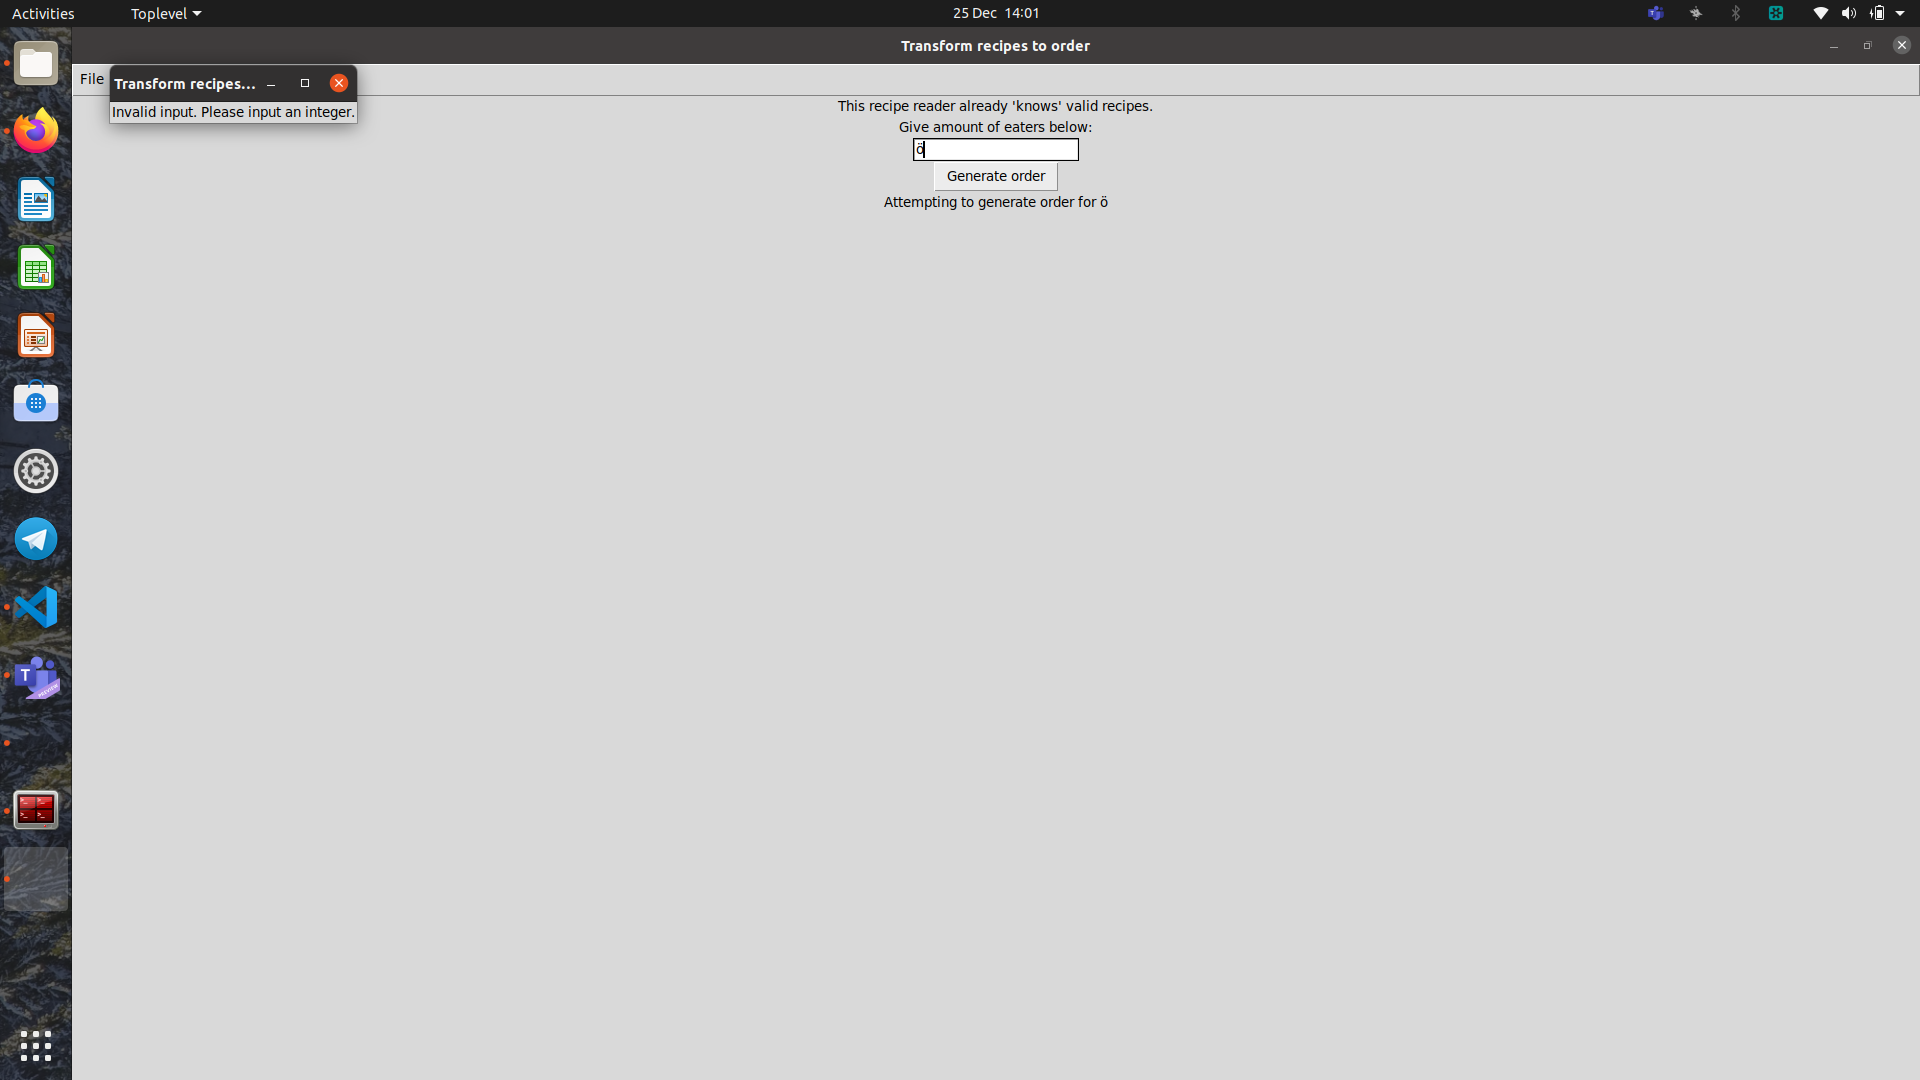 Activities
Toplevel
25 Dec 14:01
Transform recipes to order
File
Transform recipes...
Invalid input. Please input an integer.
This recipe reader already 'knows' valid recipes.
Give amount of eaters below:
ö
Generate order
Attempting to generate order for ö
T
PREVIEW